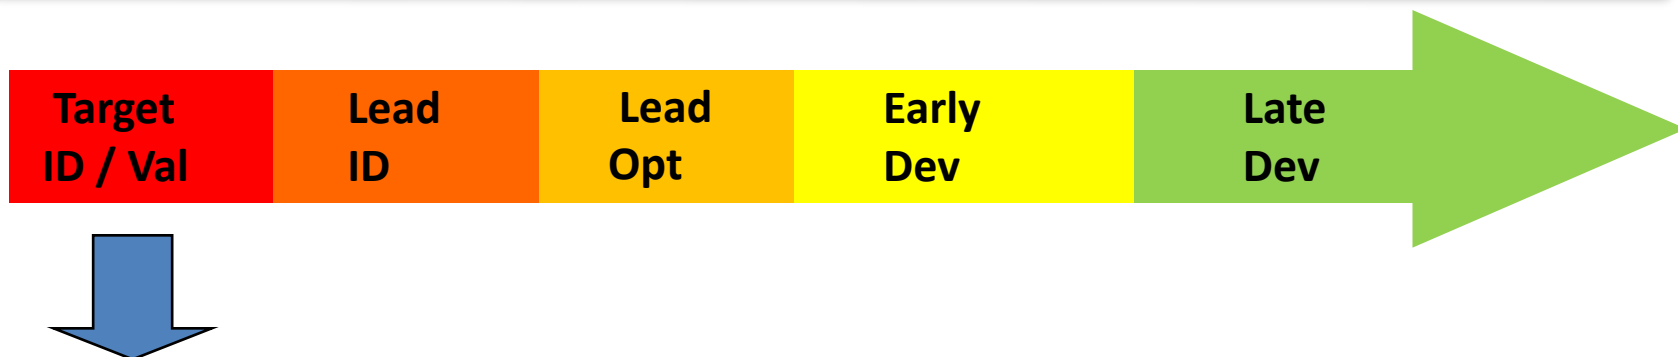 Target
ID / Val
Lead
ID
Lead
Opt
Early
Dev
Late
Dev